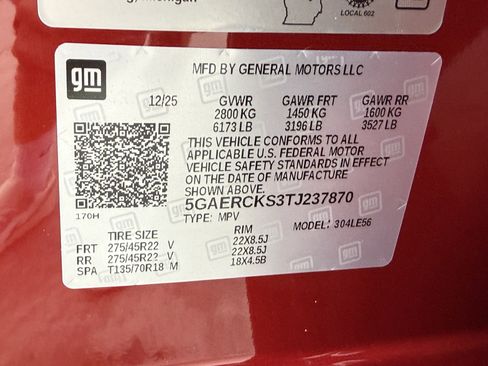 LOCAL 602
gm
MFD BY GENERAL MOTORS LLC
12/25 GVWR GAWR FRT GAWR RR
2800 KG 1450 KG 1600 KG
6173 LB 3196 LB 3527 LB
THIS VEHICLE CONFORMS TO ALL
APPLICABLE U.S. FEDERAL MOTOR
VEHICLE SAFETY STANDARDS IN EFFECT
ON THE DATE OF MANUFACTURE
SHOWN ABOVE.
170H
5GAERCKS3TJ237870
TYPE: MPV MODEL: 304LE56
TIRE SIZE RIM
FRT 275/45R22 V 22X8.5J
RR 275/45R22 V 22X8.5J
SPA T135/70R18 M 18X4.5B